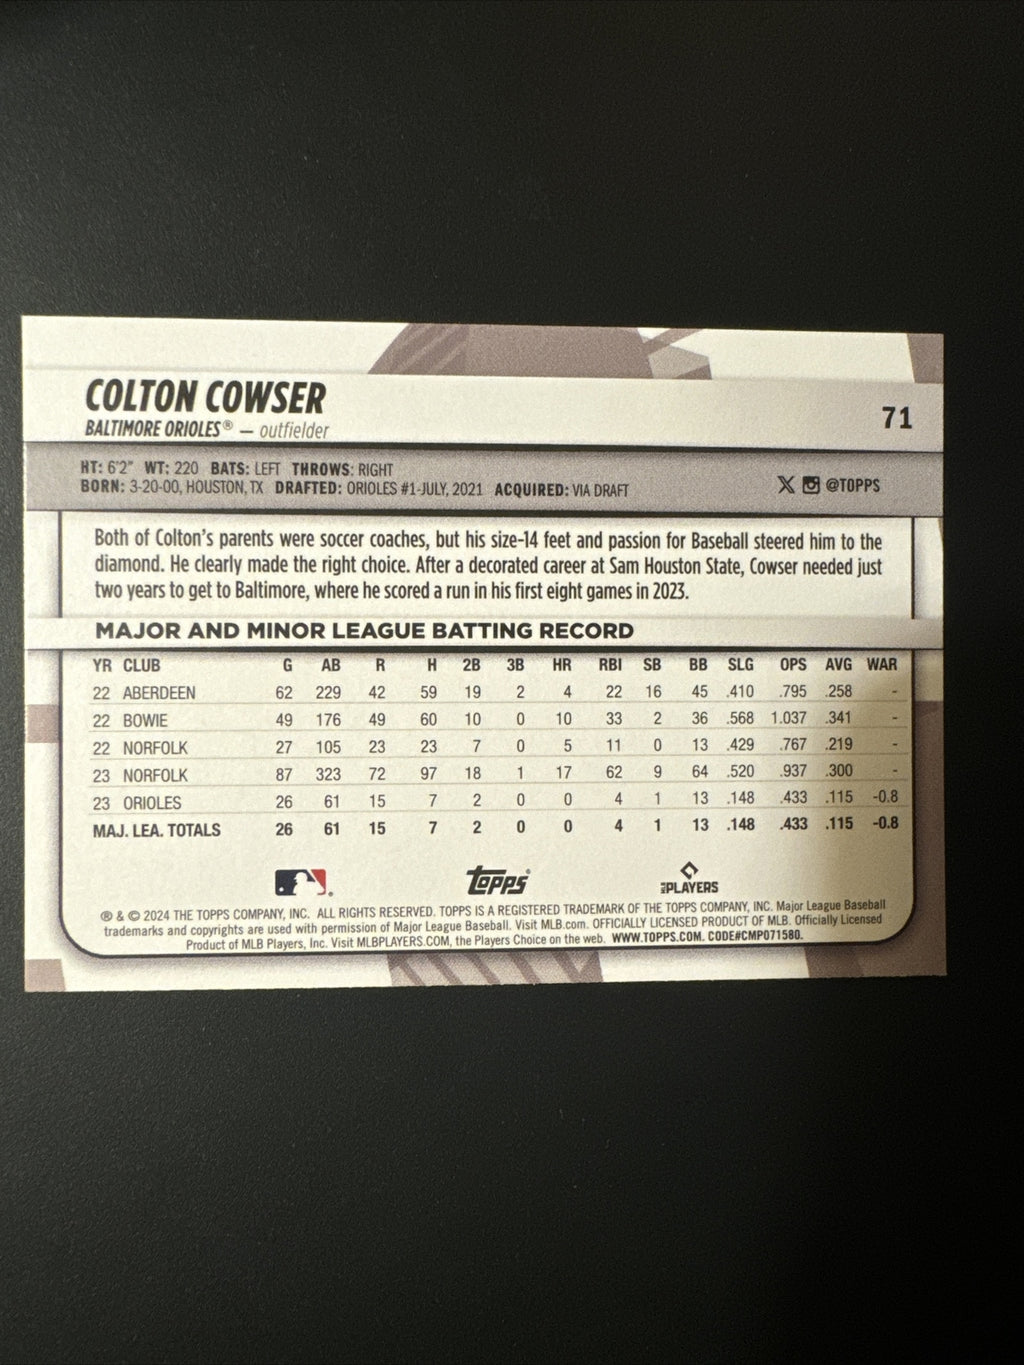 COLTON COWSER
BALTIMORE ORIOLES® — outfielder
71
HT: 6'2" WT: 220 BATS: LEFT THROWS: RIGHT
BORN: 3-20-00, HOUSTON, TX DRAFTED: ORIOLES #1-JULY, 2021 ACQUIRED: VIA DRAFT
@TOPPS
Both of Colton's parents were soccer coaches, but his size-14 feet and passion for Baseball steered him to the
diamond. He clearly made the right choice. After a decorated career at Sam Houston State, Cowser needed just
two years to get to Baltimore, where he scored a run in his first eight games in 2023.
MAJOR AND MINOR LEAGUE BATTING RECORD
YR CLUB G AB R H 2B 3B HR RBI SB BB SLG OPS AVG WAR
22 ABERDEEN 62 229 42 59 19 2 4 22 16 45 .410 .795 .258 -
22 BOWIE 49 176 49 60 10 0 10 33 2 36 .568 1.037 .341 -
22 NORFOLK 27 105 23 23 7 0 5 11 0 13 .429 .767 .219 -
23 NORFOLK 87 323 72 97 18 1 17 62 9 64 .520 .937 .300 -
23 ORIOLES 26 61 15 7 2 0 0 4 1 13 .148 .433 .115 -0.8
MAJ. LEA. TOTALS 26 61 15 7 2 0 0 4 1 13 .148 .433 .115 -0.8
topps
MLB PLAYERS
® & © 2024 THE TOPPS COMPANY, INC. ALL RIGHTS RESERVED. TOPPS IS A REGISTERED TRADEMARK OF THE TOPPS COMPANY, INC. Major League Baseball
trademarks and copyrights are used with permission of Major League Baseball. Visit MLB.com. OFFICIALLY LICENSED PRODUCT OF MLB. Officially Licensed
Product of MLB Players, Inc. Visit MLBPLAYERS.COM, the Players Choice on the web. WWW.TOPPS.COM. CODE#CMP071580.